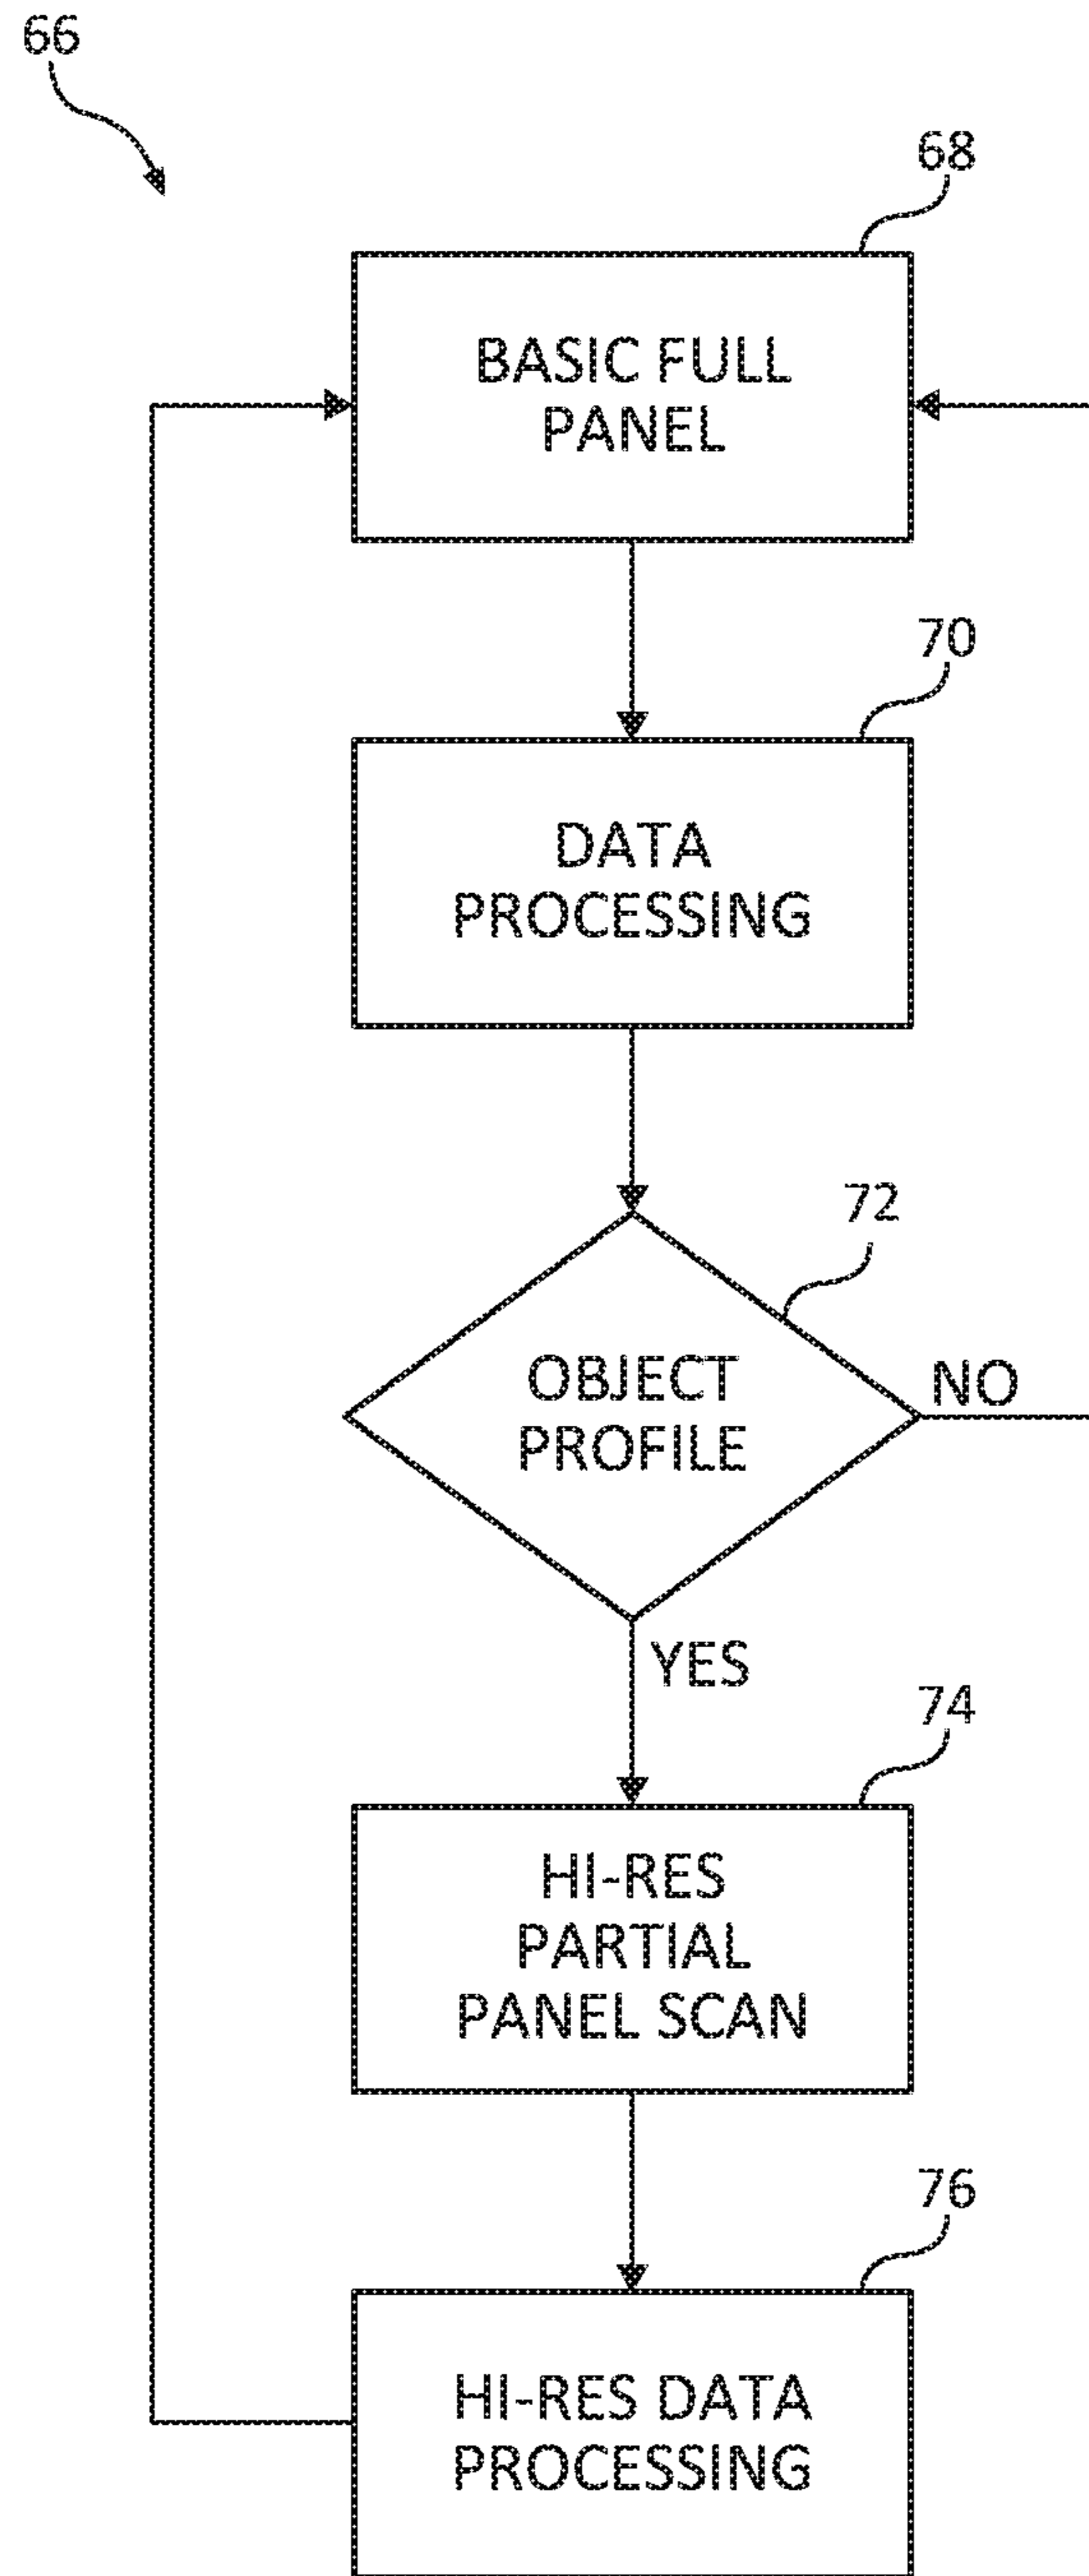 66
68
BASIC FULL
PANEL
70
DATA
PROCESSING
72
OBJECT
PROFILE
NO
YES
74
HI-RES
PARTIAL
PANEL SCAN
76
HI-RES DATA
PROCESSING